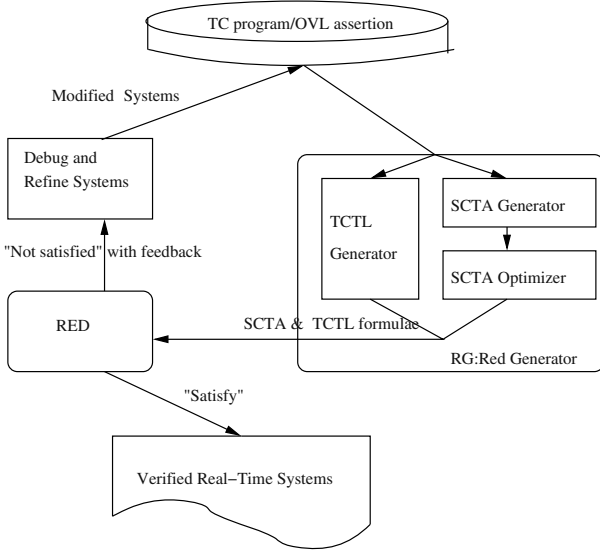 TC program/OVL assertion
Modified Systems
Debug and
Refine Systems
TCTL
Generator
SCTA Generator
SCTA Optimizer
"Not satisfied" with feedback
RED
SCTA & TCTL formulae
RG:Red Generator
"Satisfy"
Verified Real−Time Systems